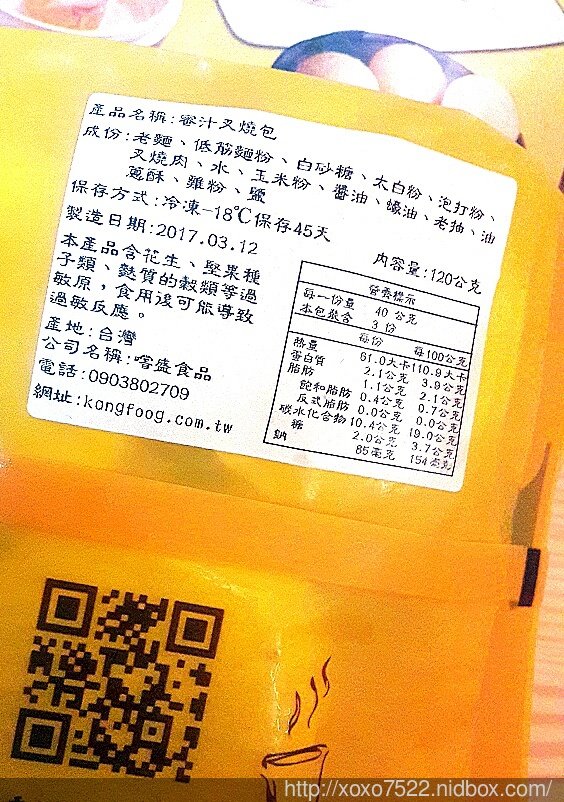 產品名稱:蜜汁叉燒包
成份:老麵、低筋麵粉、白砂糖、太白粉、泡打粉、
叉燒肉、水、玉米粉、醬油、蠔油、老抽、油
蔥酥、雞粉、鹽
保存方式:冷凍-18℃保存45天
製造日期:2017.03.12
內容量:120公克
本產品含花生、堅果種
子類、麩質的穀類等過
敏原,食用後可能導致
過敏反應。
產地:台灣
公司名稱:喀盛食品
電話:0903802709
網址:kongfoog.com.tw
營養標示
每一份量 40 公克
本包裝含 3 份
每份 每100公克
熱量 61.0大卡 110.9大卡
蛋白質 2.1公克 3.9公克
脂肪 1.1公克 2.1公克
飽和脂肪 0.4公克 0.7公克
反式脂肪 0.0公克 0.0公克
碳水化合物 10.4公克 19.0公克
糖 2.0公克 3.7公克
鈉 85毫克 154毫克
http://xoxo7522.nidbox.com/